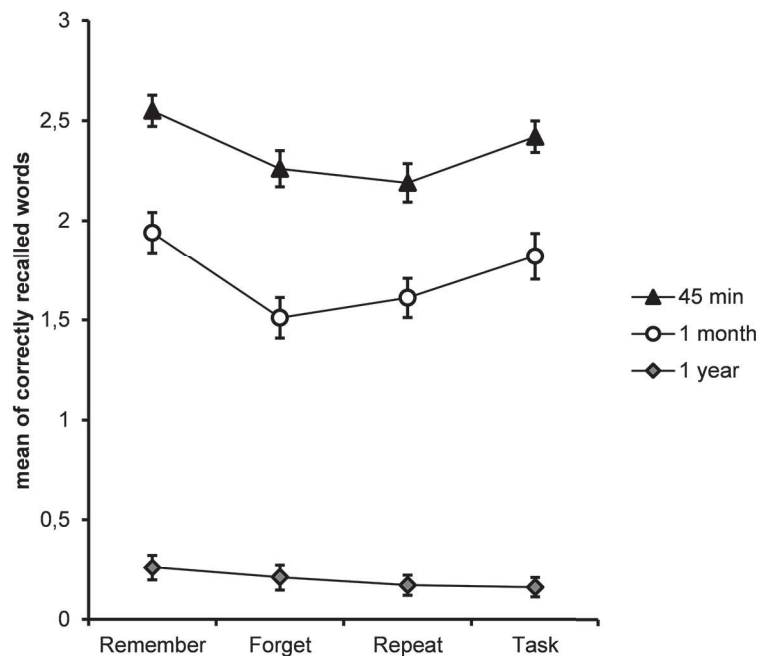 3
2,5
2
1,5
1
0,5
0
mean of correctly recalled words
Remember Forget Repeat Task
45 min
1 month
1 year